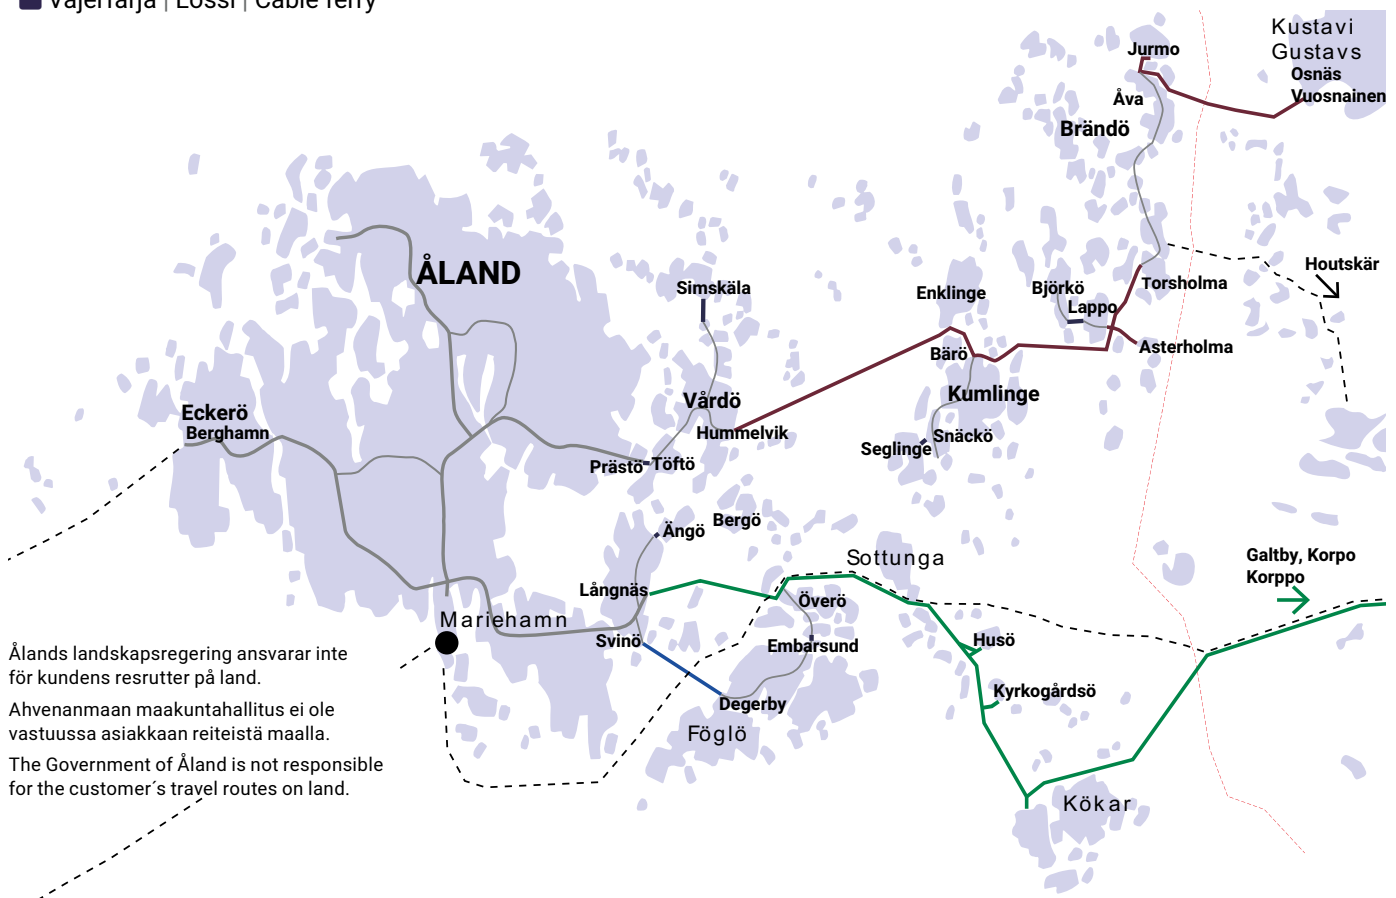 Vajerfärja | Lossi | Cable ferry
Kustavi
Gustavs
Osnäs
Vuosnainen
Jurmo
Åva
Brändö
ÅLAND
Houtskär
Simskäla
Enklinge
Björkö
Torsholma
Lappo
Asterholma
Bärö
Kumlinge
Vårdö
Hummelvik
Eckerö
Berghamn
Snäckö
Seglinge
Prästö
Töftö
Bergö
Ängö
Sottunga
Galtby, Korpo
Korppo
Långnäs
Överö
Mariehamn
Svinö
Embarsund
Husö
Kyrkogårdsö
Degerby
Föglö
Kökar
Ålands landskapsregering ansvarar inte
för kundens resrutter på land.
Ahvenanmaan maakuntahallitus ei ole
vastuussa asiakkaan reiteistä maalla.
The Government of Åland is not responsible
for the customer´s travel routes on land.